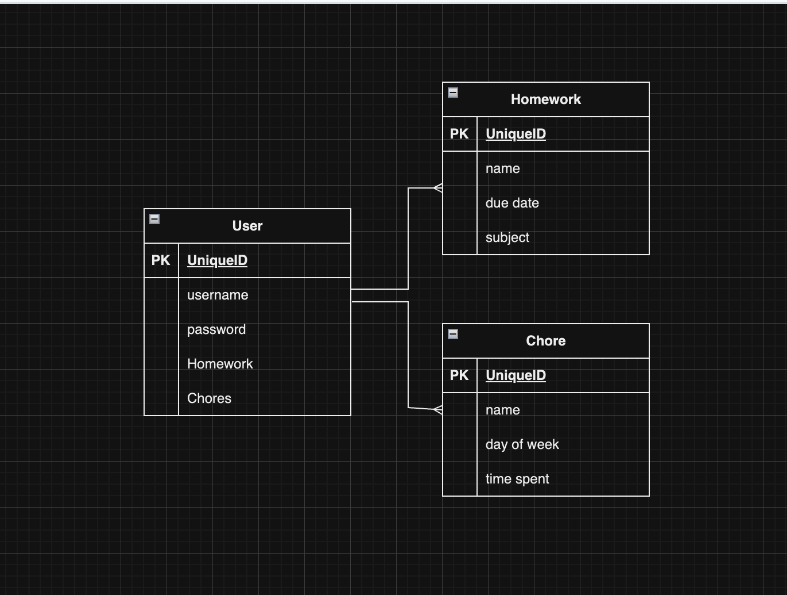 User
PK UniqueID
username
password
Homework
Chores
Homework
PK UniqueID
name
due date
subject
Chore
PK UniqueID
name
day of week
time spent